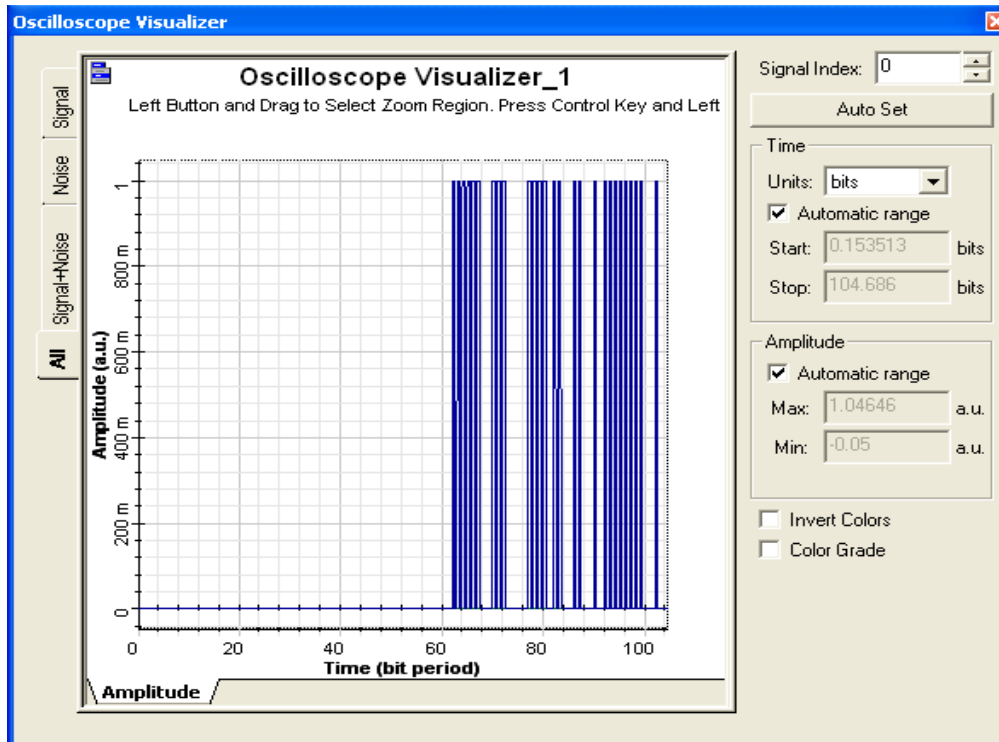 Oscilloscope Visualizer
Signal
Noise
Signal+Noise
All
Oscilloscope Visualizer_1
Left Button and Drag to Select Zoom Region. Press Control Key and Left
Amplitude (a.u.)
1
800 m
600 m
400 m
200 m
0
0 20 40 60 80 100
Time (bit period)
Amplitude
Signal Index: 0
Auto Set
Time
Units: bits
Automatic range
Start: 0.153513 bits
Stop: 104.686 bits
Amplitude
Automatic range
Max: 1.04646 a.u.
Min: -0.05 a.u.
Invert Colors
Color Grade